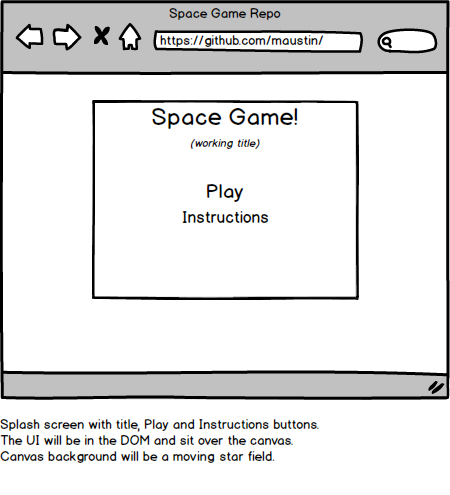 Space Game Repo
https://github.com/maustin/
Space Game!
(working title)
Play
Instructions
Splash screen with title, Play and Instructions buttons.
The UI will be in the DOM and sit over the canvas.
Canvas background will be a moving star field.